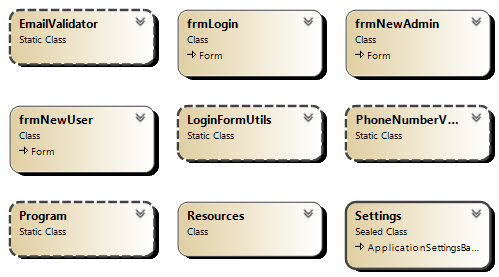 EmailValidator
Static Class
frmLogin
Class
Form
frmNewAdmin
Class
Form
frmNewUser
Class
Form
LoginFormUtils
Static Class
PhoneNumberV...
Static Class
Program
Static Class
Resources
Class
Settings
Sealed Class
ApplicationSettingsBa...